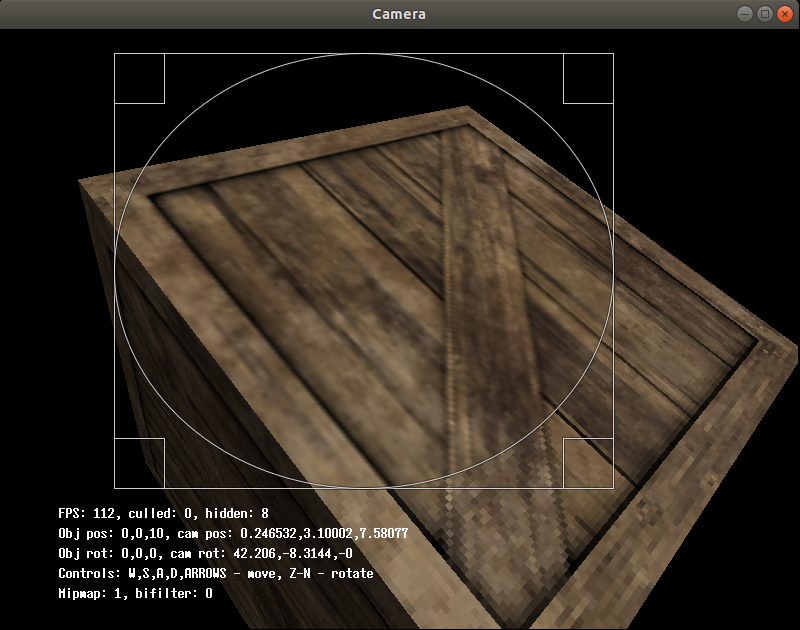 Camera
FPS: 112, culled: 0, hidden: 8
Obj pos: 0,0,10, cam pos: 0.246532,3.10002,7.58077
Obj rot: 0,0,0, cam rot: 42.206,-8.3144,-0
Controls: W,S,A,D,ARROWS - move, Z-N - rotate
Mipmap: 1, bifilter: 0